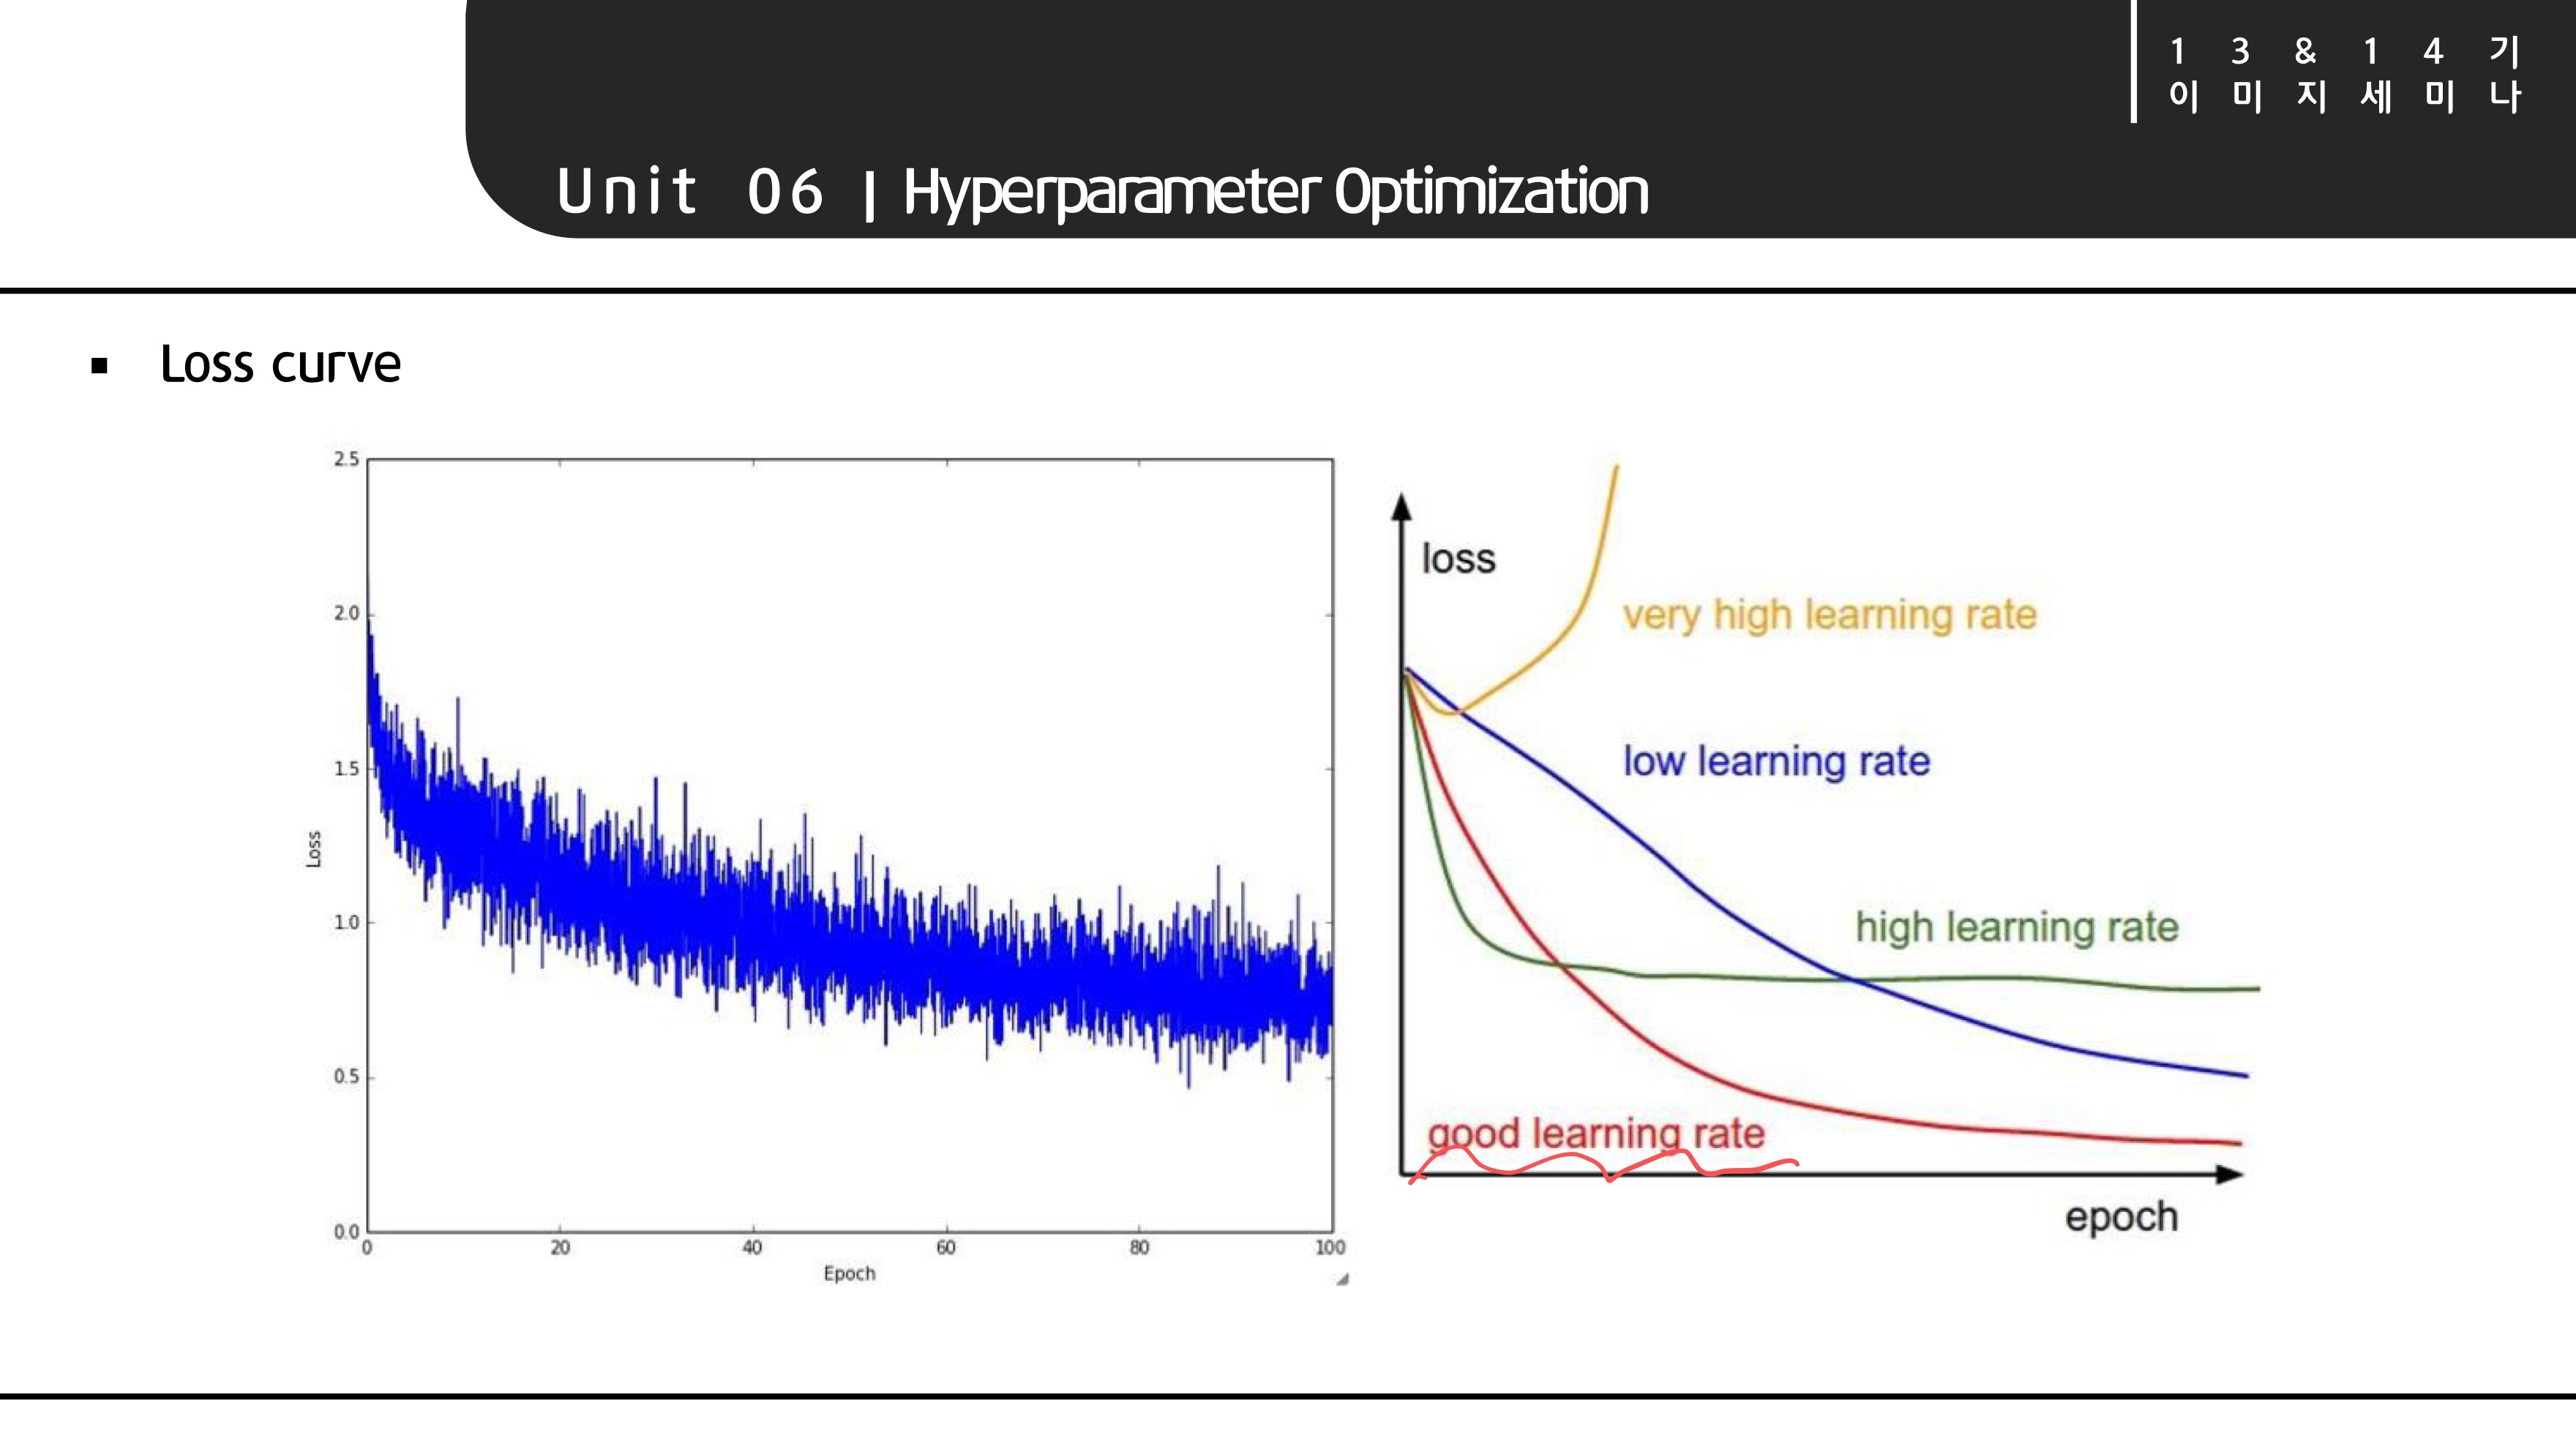 1 3 & 1 4 기
이 미 지 세 미 나
Unit 06 | Hyperparameter Optimization
▪ Loss curve
2.5
2.0
1.5
1.0
0.5
0.0
Loss
0 20 40 60 80 100
Epoch
loss
very high learning rate
low learning rate
high learning rate
good learning rate
epoch